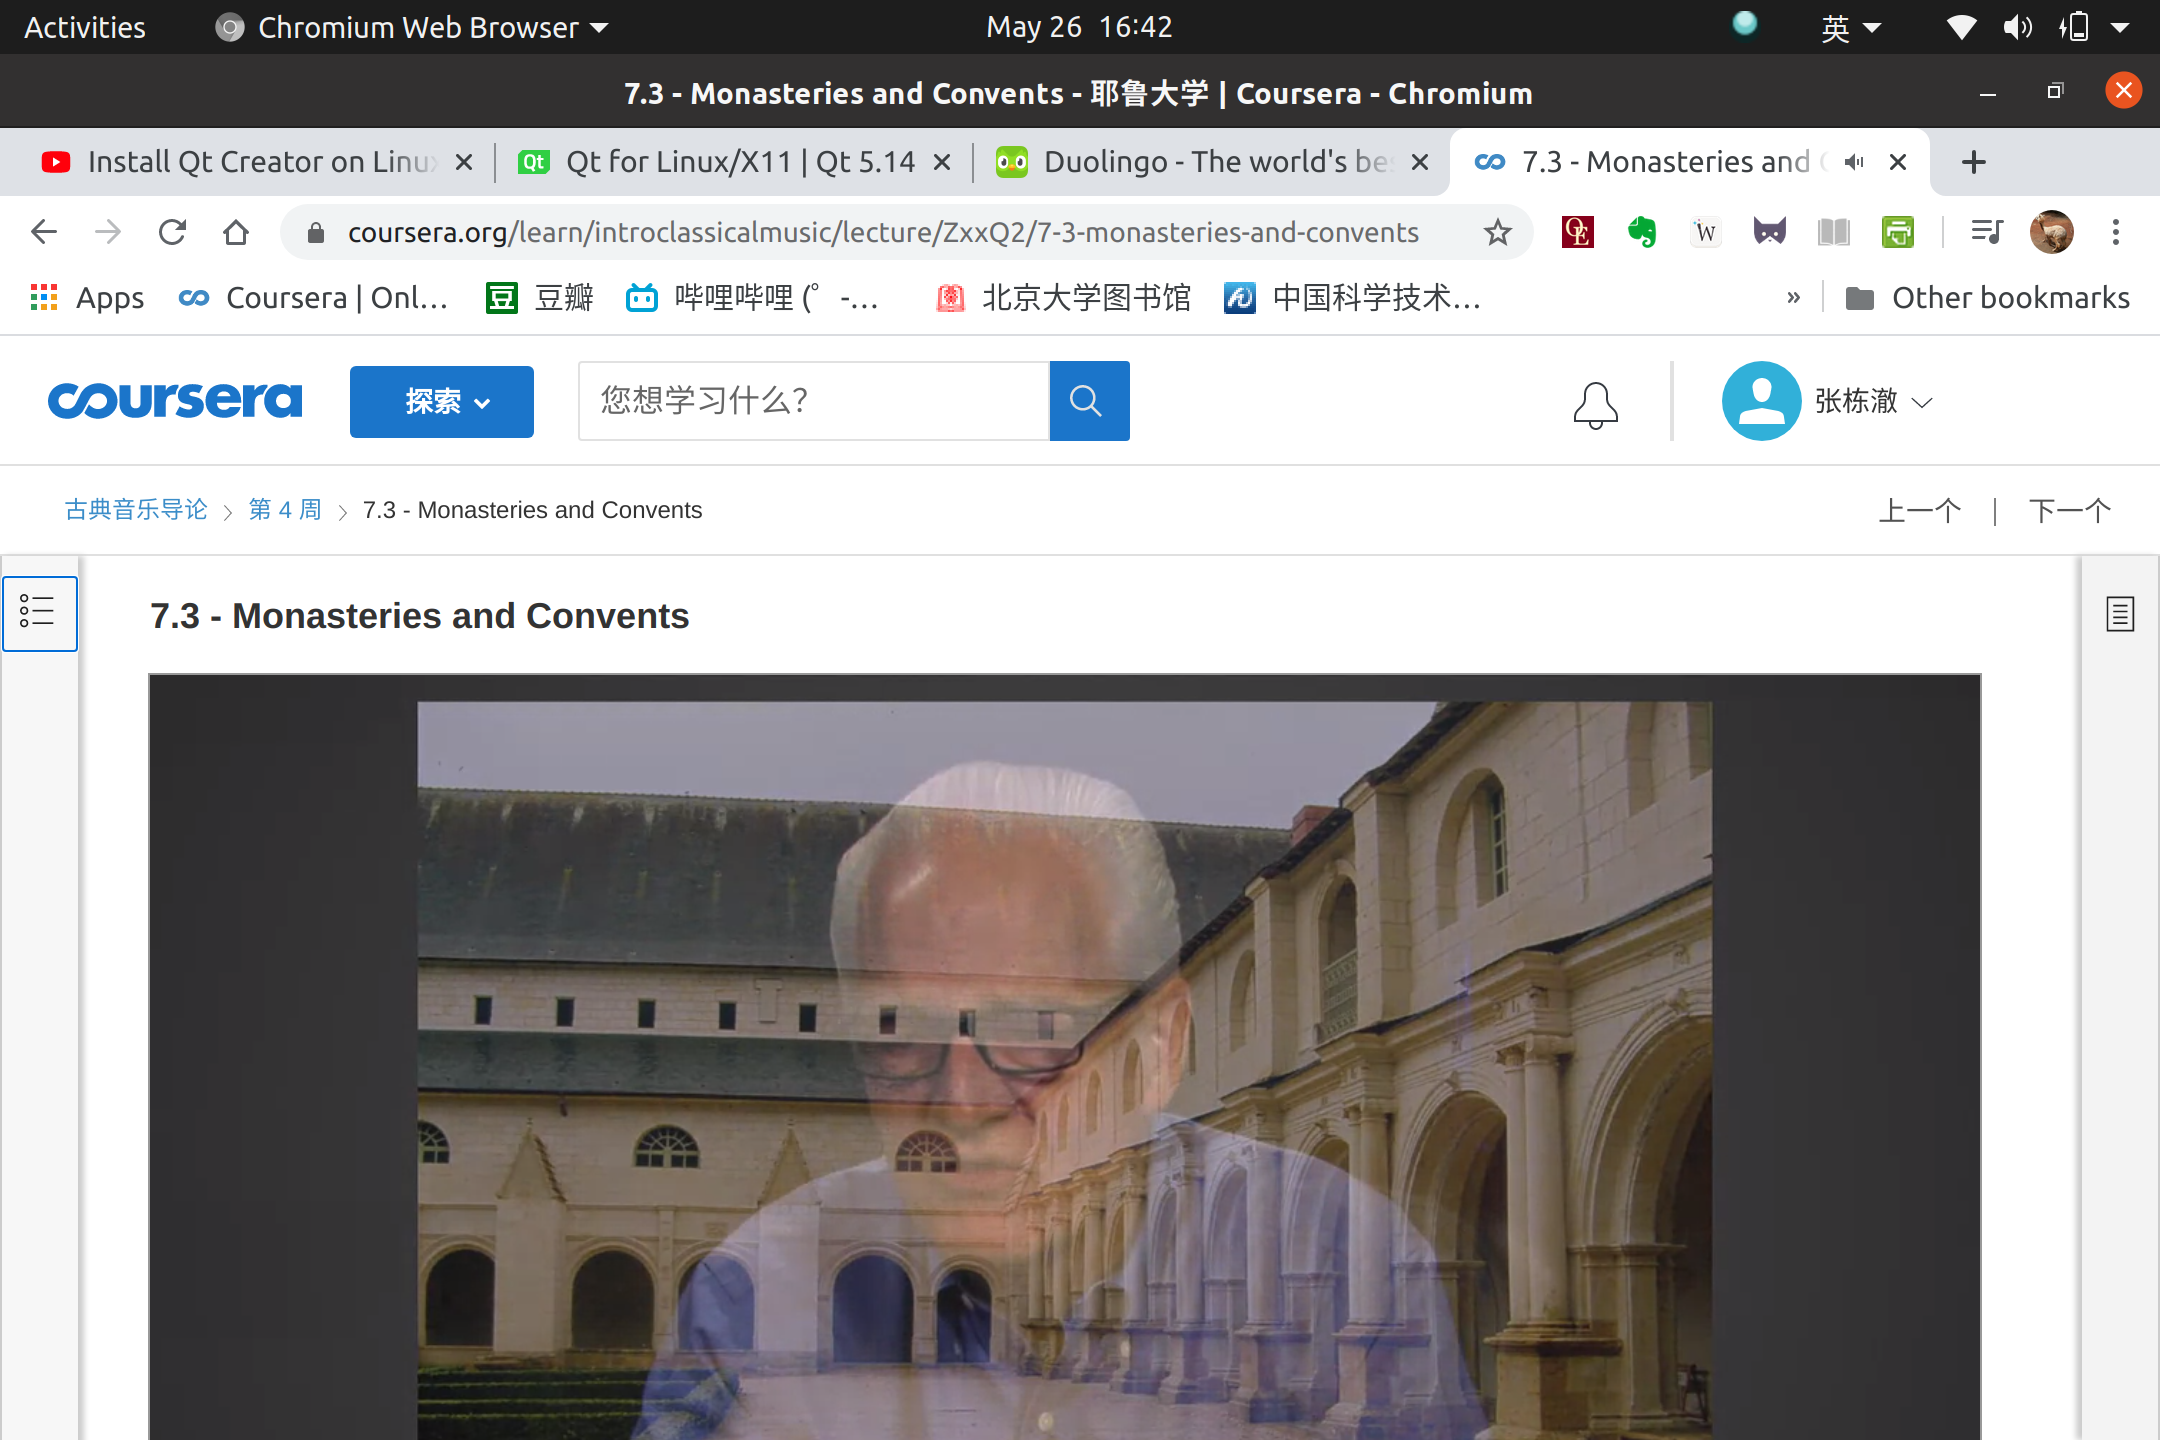 Activities
Chromium Web Browser
May 26 16:42
英
7.3 - Monasteries and Convents - 耶鲁大学 | Coursera - Chromium
Install Qt Creator on Linux
Qt for Linux/X11 | Qt 5.14
Duolingo - The world's bes
7.3 - Monasteries and C
coursera.org/learn/introclassicalmusic/lecture/ZxxQ2/7-3-monasteries-and-convents
Apps
Coursera | Onl...
豆瓣
哔哩哔哩 (゜-...
北京大学图书馆
中国科学技术...
» Other bookmarks
coursera
探索
您想学习什么?
张栋澈
古典音乐导论 > 第 4 周 > 7.3 - Monasteries and Convents
上一个 | 下一个
7.3 - Monasteries and Convents